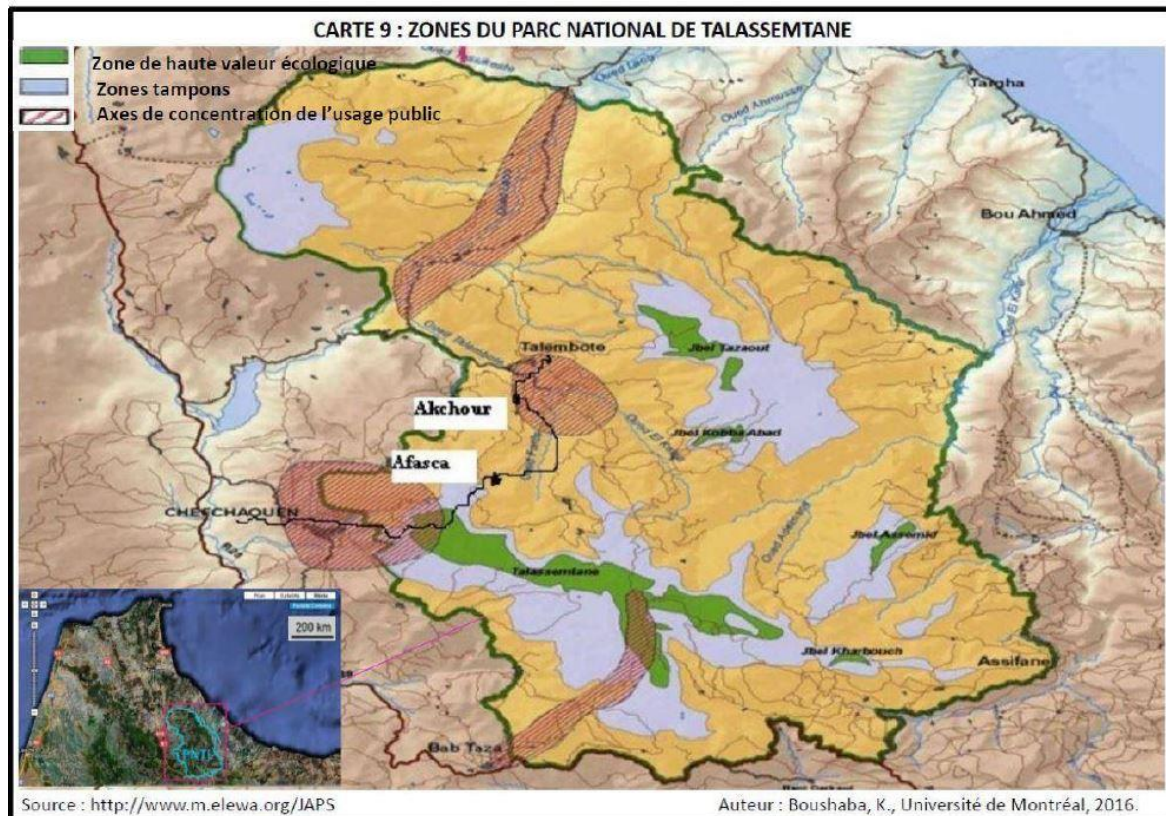 CARTE 9 : ZONES DU PARC NATIONAL DE TALASSEMTANE
Zone de haute valeur écologique
Zones tampons
Axes de concentration de l'usage public
Targha
Bou Ahmed
Talembote
Jbel Tazaout
Akchour
Jbel Kobba Abad
Afasca
CHEFCHAOUEN
Jbel Assemid
Talassemtane
200 km
Jbel Kharbouch
Assifane
Bab Taza
PNTL
Source : http://www.m.elewa.org/JAPS
Auteur : Boushaba, K., Université de Montréal, 2016.